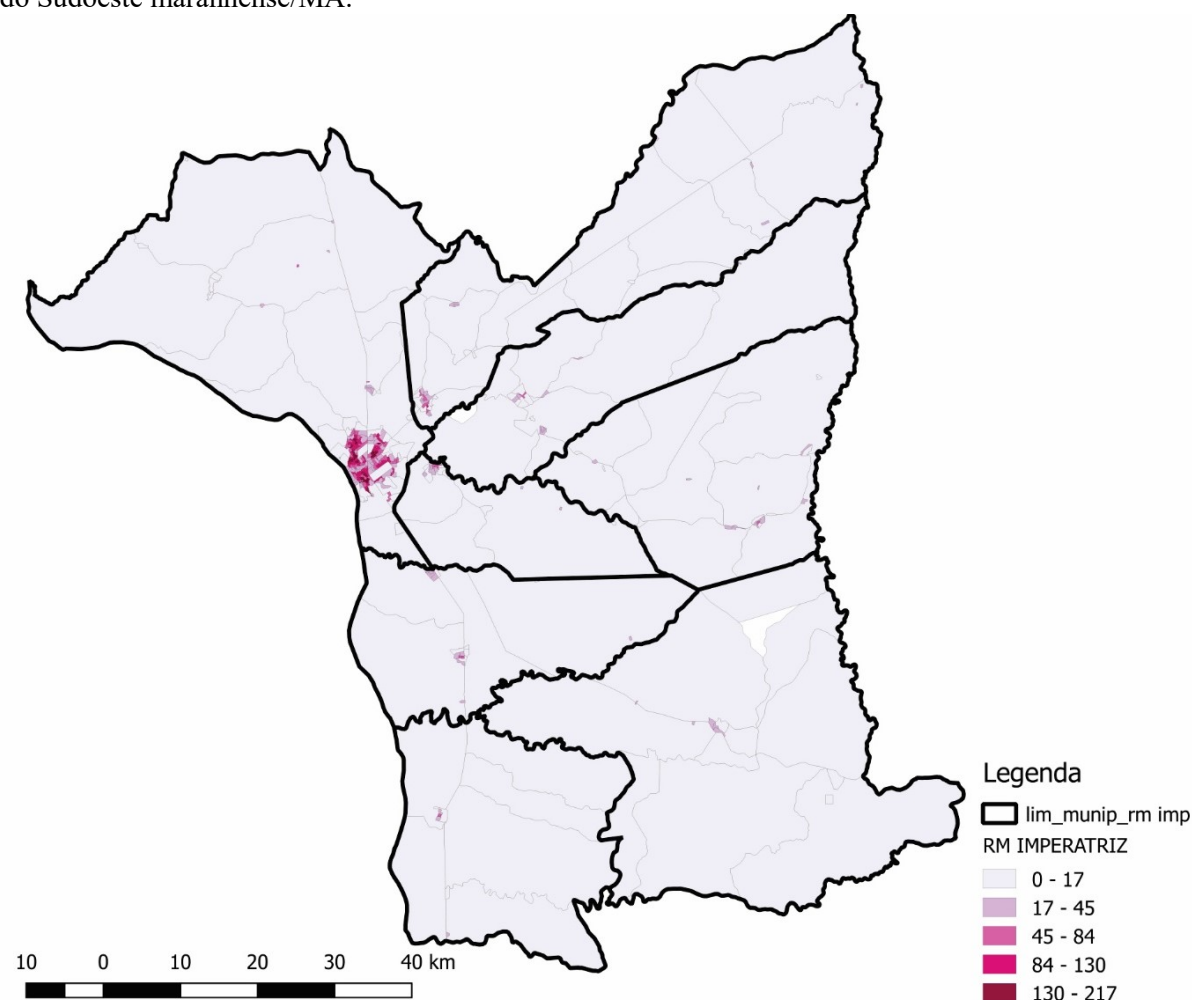 do Sudoeste maranhense/MA.
Legenda
lim_munip_rm imp
RM IMPERATRIZ
0 - 17
17 - 45
45 - 84
84 - 130
130 - 217
10 0 10 20 30 40 km